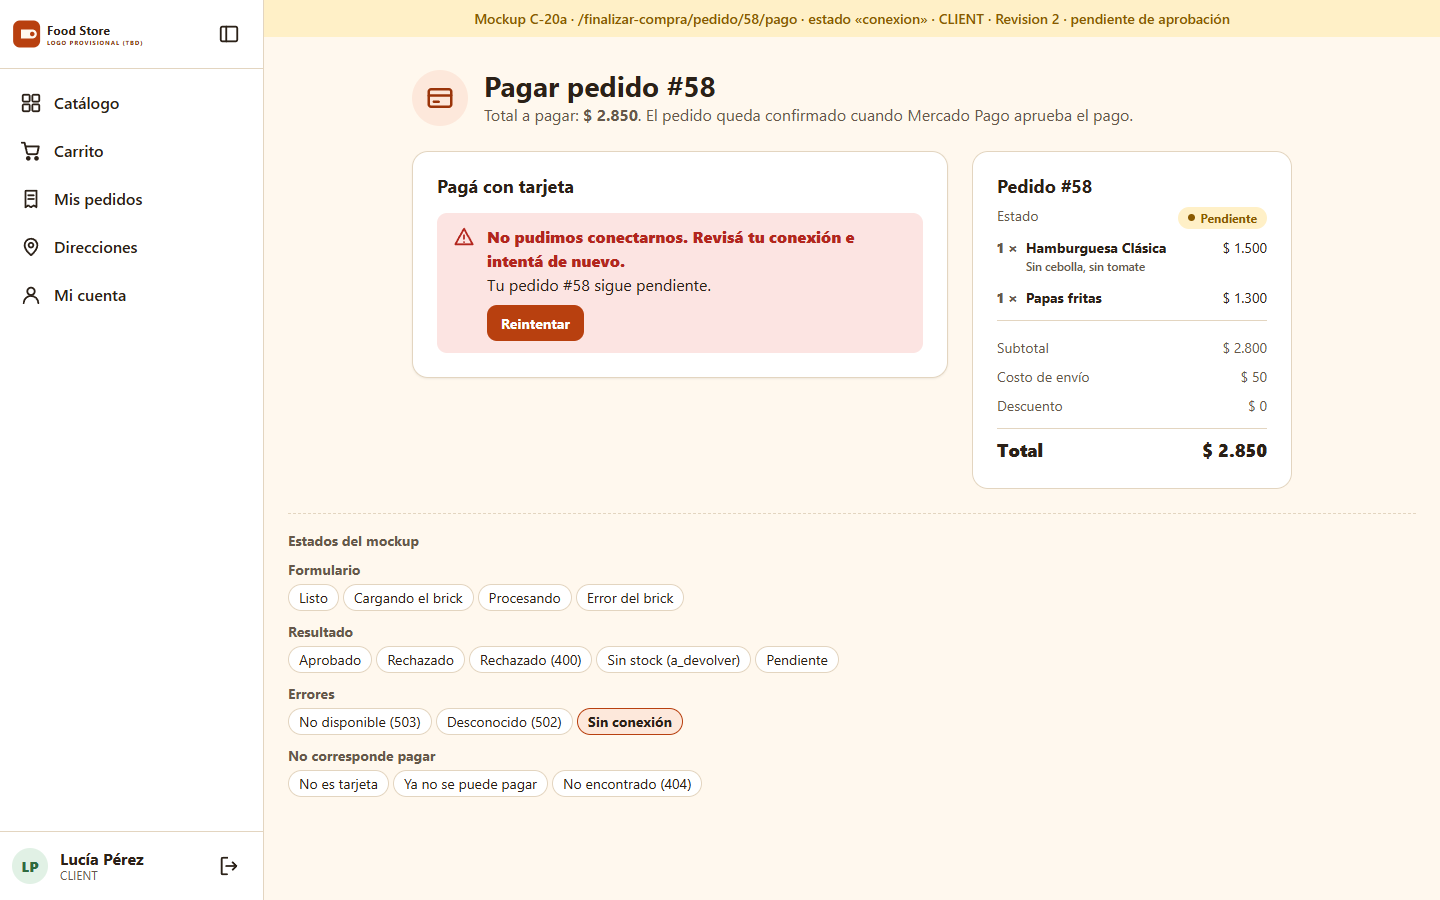 Food Store
LOGO PROVISIONAL (TBD)
Catálogo
Carrito
Mis pedidos
Direcciones
Mi cuenta
LP
Lucía Pérez
CLIENT
Mockup C-20a · /finalizar-compra/pedido/58/pago · estado «conexion» · CLIENT · Revision 2 · pendiente de aprobación
Pagar pedido #58
Total a pagar: $ 2.850. El pedido queda confirmado cuando Mercado Pago aprueba el pago.
Pagá con tarjeta
No pudimos conectarnos. Revisá tu conexión e
intentá de nuevo.
Tu pedido #58 sigue pendiente.
Reintentar
Pedido #58
Estado Pendiente
1 × Hamburguesa Clásica $ 1.500
Sin cebolla, sin tomate
1 × Papas fritas $ 1.300
Subtotal $ 2.800
Costo de envío $ 50
Descuento $ 0
Total $ 2.850
Estados del mockup
Formulario
Listo Cargando el brick Procesando Error del brick
Resultado
Aprobado Rechazado Rechazado (400) Sin stock (a_devolver) Pendiente
Errores
No disponible (503) Desconocido (502) Sin conexión
No corresponde pagar
No es tarjeta Ya no se puede pagar No encontrado (404)